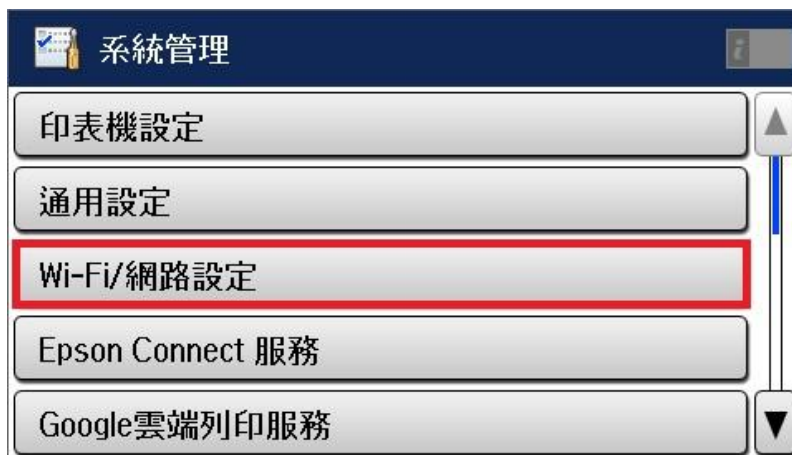 系統管理
i
印表機設定
通用設定
Wi-Fi/網路設定
Epson Connect 服務
Google雲端列印服務